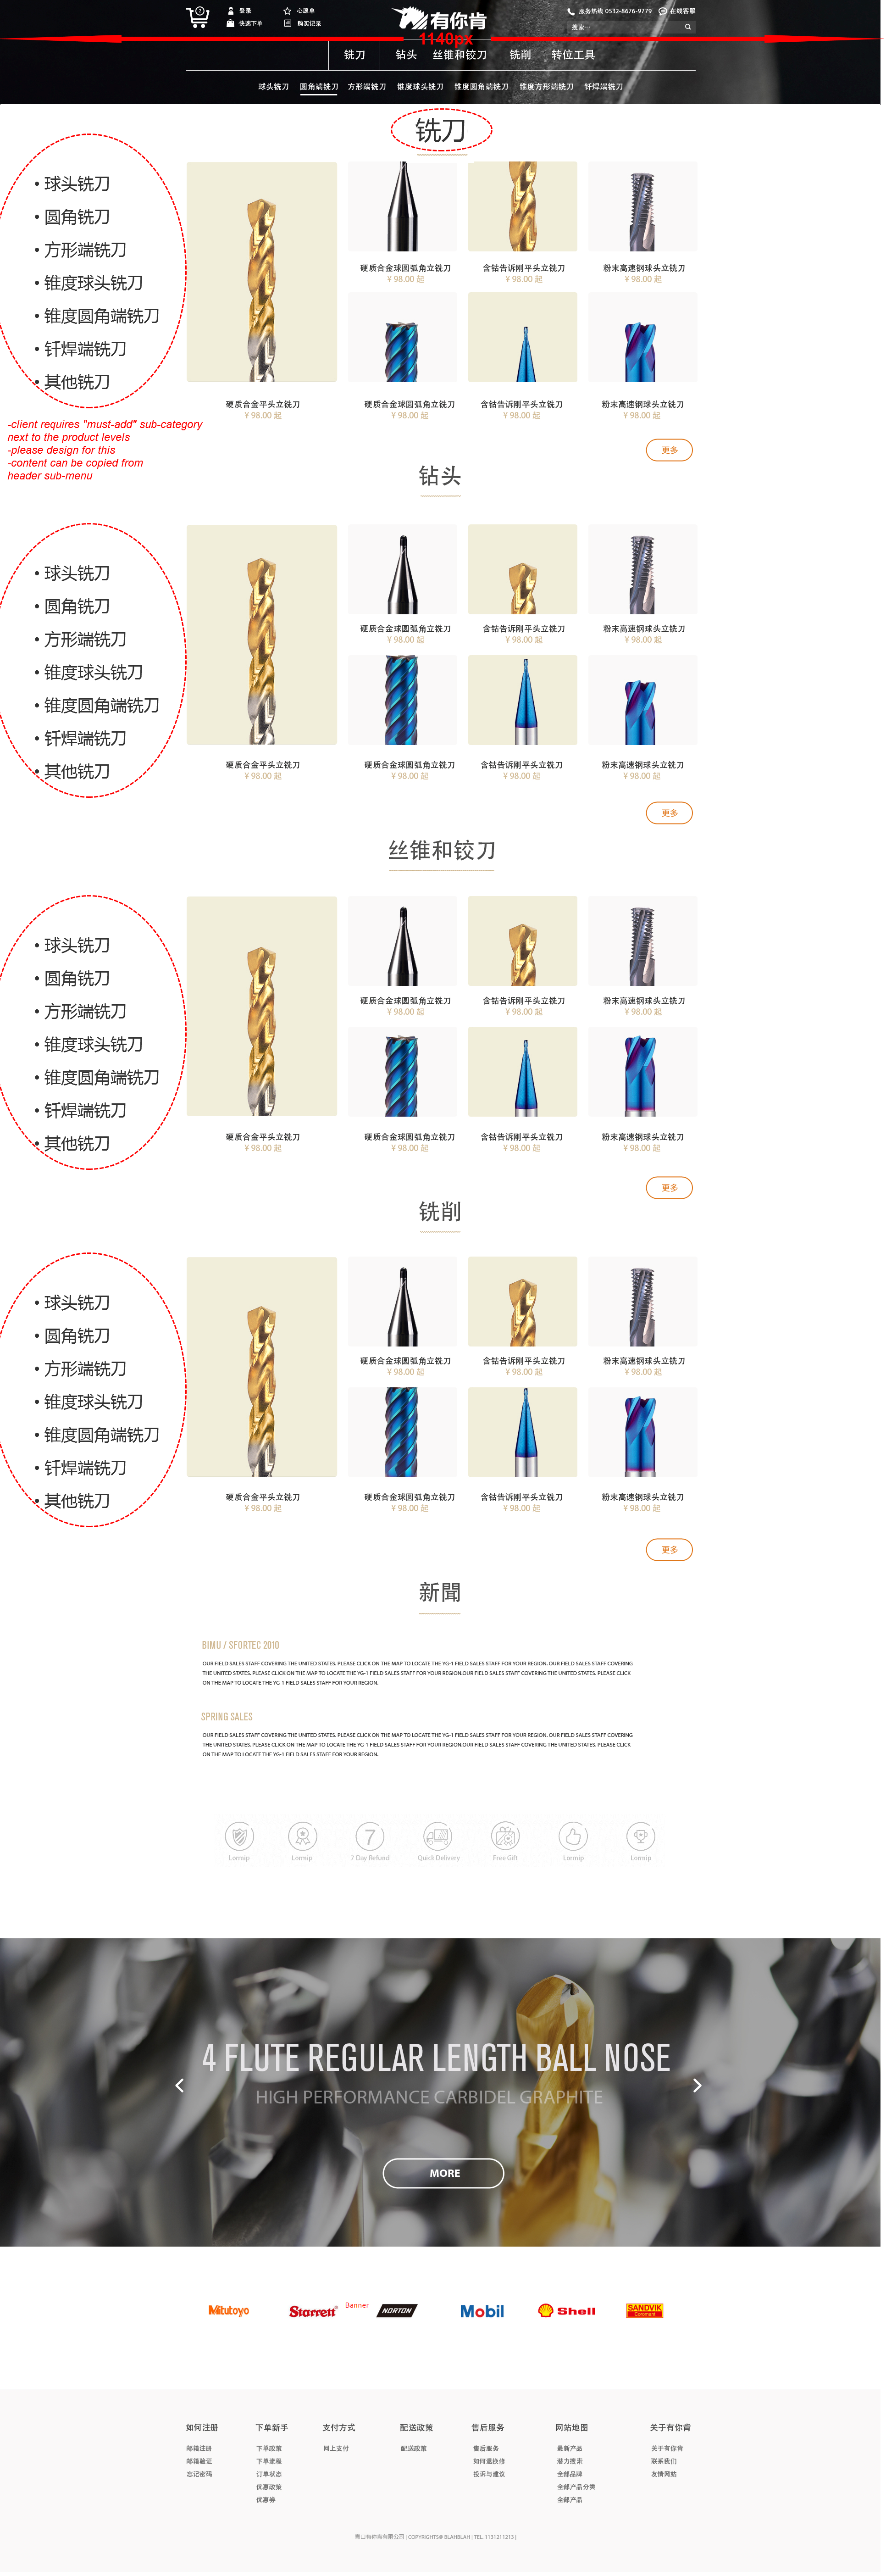 登录
心愿单
快速下单
购买记录
有你肯
服务热线 0532-8676-9779
在线客服
搜索...
1140px
铣刀 钻头 丝锥和铰刀 铣削 转位工具
球头铣刀 圆角端铣刀 方形端铣刀 锥度球头铣刀 锥度圆角端铣刀 锥度方形端铣刀 钎焊端铣刀
铣刀
• 球头铣刀
• 圆角铣刀
• 方形端铣刀
• 锥度球头铣刀
• 锥度圆角端铣刀
• 钎焊端铣刀
• 其他铣刀
-client requires "must-add" sub-category
next to the product levels
-please design for this
-content can be copied from
header sub-menu
硬质合金球圆弧角立铣刀 含钴告诉刚平头立铣刀 粉末高速钢球头立铣刀
¥ 98.00 起 ¥ 98.00 起 ¥ 98.00 起
硬质合金平头立铣刀 硬质合金球圆弧角立铣刀 含钴告诉刚平头立铣刀 粉末高速钢球头立铣刀
¥ 98.00 起 ¥ 98.00 起 ¥ 98.00 起 ¥ 98.00 起
更多
钻头
• 球头铣刀
• 圆角铣刀
• 方形端铣刀
• 锥度球头铣刀
• 锥度圆角端铣刀
• 钎焊端铣刀
• 其他铣刀
硬质合金球圆弧角立铣刀 含钴告诉刚平头立铣刀 粉末高速钢球头立铣刀
¥ 98.00 起 ¥ 98.00 起 ¥ 98.00 起
硬质合金平头立铣刀 硬质合金球圆弧角立铣刀 含钴告诉刚平头立铣刀 粉末高速钢球头立铣刀
¥ 98.00 起 ¥ 98.00 起 ¥ 98.00 起 ¥ 98.00 起
更多
丝锥和铰刀
• 球头铣刀
• 圆角铣刀
• 方形端铣刀
• 锥度球头铣刀
• 锥度圆角端铣刀
• 钎焊端铣刀
• 其他铣刀
硬质合金球圆弧角立铣刀 含钴告诉刚平头立铣刀 粉末高速钢球头立铣刀
¥ 98.00 起 ¥ 98.00 起 ¥ 98.00 起
硬质合金平头立铣刀 硬质合金球圆弧角立铣刀 含钴告诉刚平头立铣刀 粉末高速钢球头立铣刀
¥ 98.00 起 ¥ 98.00 起 ¥ 98.00 起 ¥ 98.00 起
更多
铣削
• 球头铣刀
• 圆角铣刀
• 方形端铣刀
• 锥度球头铣刀
• 锥度圆角端铣刀
• 钎焊端铣刀
• 其他铣刀
硬质合金球圆弧角立铣刀 含钴告诉刚平头立铣刀 粉末高速钢球头立铣刀
¥ 98.00 起 ¥ 98.00 起 ¥ 98.00 起
硬质合金平头立铣刀 硬质合金球圆弧角立铣刀 含钴告诉刚平头立铣刀 粉末高速钢球头立铣刀
¥ 98.00 起 ¥ 98.00 起 ¥ 98.00 起 ¥ 98.00 起
更多
新聞
BIMU / SFORTEC 2010
OUR FIELD SALES STAFF COVERING THE UNITED STATES, PLEASE CLICK ON THE MAP TO LOCATE THE YG-1 FIELD SALES STAFF FOR YOUR REGION, OUR FIELD SALES STAFF COVERING
THE UNITED STATES, PLEASE CLICK ON THE MAP TO LOCATE THE YG-1 FIELD SALES STAFF FOR YOUR REGION.OUR FIELD SALES STAFF COVERING THE UNITED STATES, PLEASE CLICK
ON THE MAP TO LOCATE THE YG-1 FIELD SALES STAFF FOR YOUR REGION.
SPRING SALES
OUR FIELD SALES STAFF COVERING THE UNITED STATES, PLEASE CLICK ON THE MAP TO LOCATE THE YG-1 FIELD SALES STAFF FOR YOUR REGION, OUR FIELD SALES STAFF COVERING
THE UNITED STATES, PLEASE CLICK ON THE MAP TO LOCATE THE YG-1 FIELD SALES STAFF FOR YOUR REGION.OUR FIELD SALES STAFF COVERING THE UNITED STATES, PLEASE CLICK
ON THE MAP TO LOCATE THE YG-1 FIELD SALES STAFF FOR YOUR REGION.
7
Lormip Lormip 7 Day Refund Quick Delivery Free Gift Lormip Lormip
4 FLUTE REGULAR LENGTH BALL NOSE
HIGH PERFORMANCE CARBIDEL GRAPHITE
MORE
Banner
Mitutoyo Starrett® NORTON Mobil Shell SANDVIK
Coromant
如何注册 下单新手 支付方式 配送政策 售后服务 网站地图 关于有你肯
邮箱注册 下单政策 网上支付 配送政策 售后服务 最新产品 关于有你肯
邮箱验证 下单流程 如何退换修 潜力搜索 联系我们
忘记密码 订单状态 投诉与建议 全部品牌 友情网站
优惠政策 全部产品分类
优惠券 全部产品
有你肯有限公司 | COPYRIGHTS@ BLAHBLAH | TEL. 1131211213 |